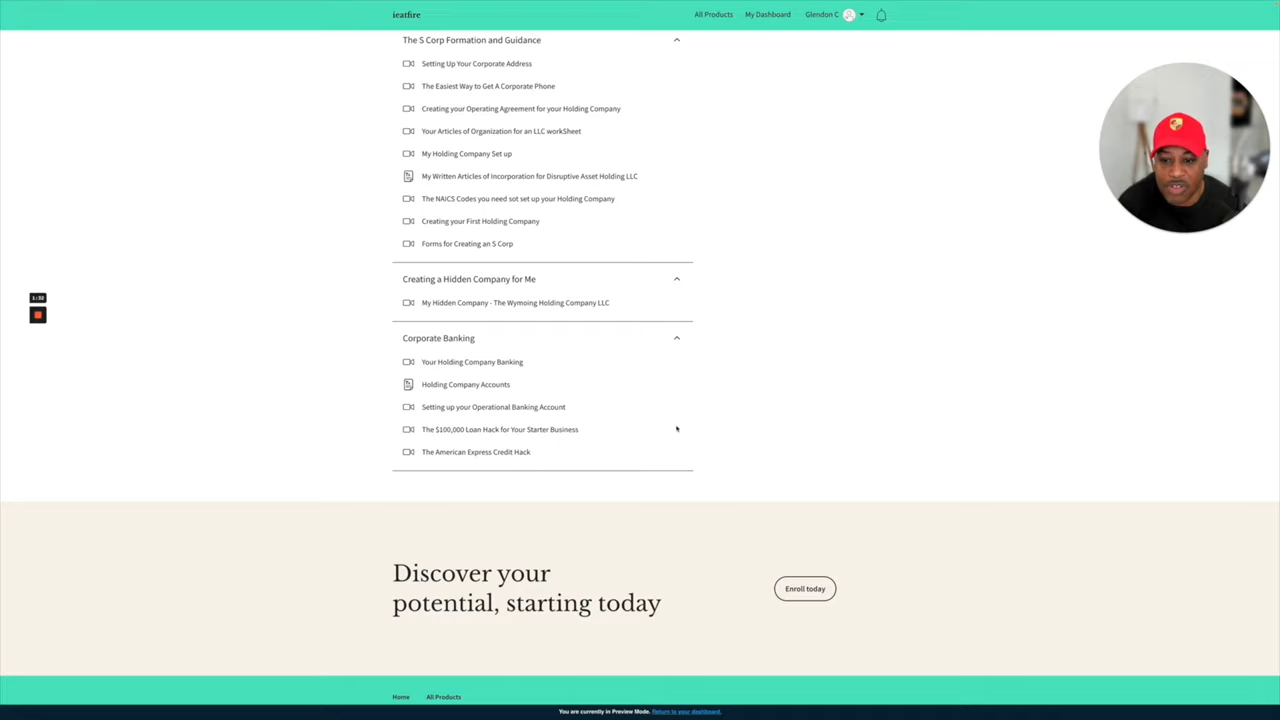 ieatfire
All Products
My Dashboard
Glendon C
The S Corp Formation and Guidance
Setting Up Your Corporate Address
The Easiest Way to Get A Corporate Phone
Creating your Operating Agreement for your Holding Company
Your Articles of Organization for an LLC workSheet
My Holding Company Set up
My Written Articles of Incorporation for Disruptive Asset Holding LLC
The NAICS Codes you need sot set up your Holding Company
Creating your First Holding Company
Forms for Creating an S Corp
Creating a Hidden Company for Me
1:32
My Hidden Company - The Wymoing Holding Company LLC
Corporate Banking
Your Holding Company Banking
Holding Company Accounts
Setting up your Operational Banking Account
The $100,000 Loan Hack for Your Starter Business
The American Express Credit Hack
Discover your
potential, starting today
Enroll today
Home
All Products
You are currently in Preview Mode. Return to your dashboard.